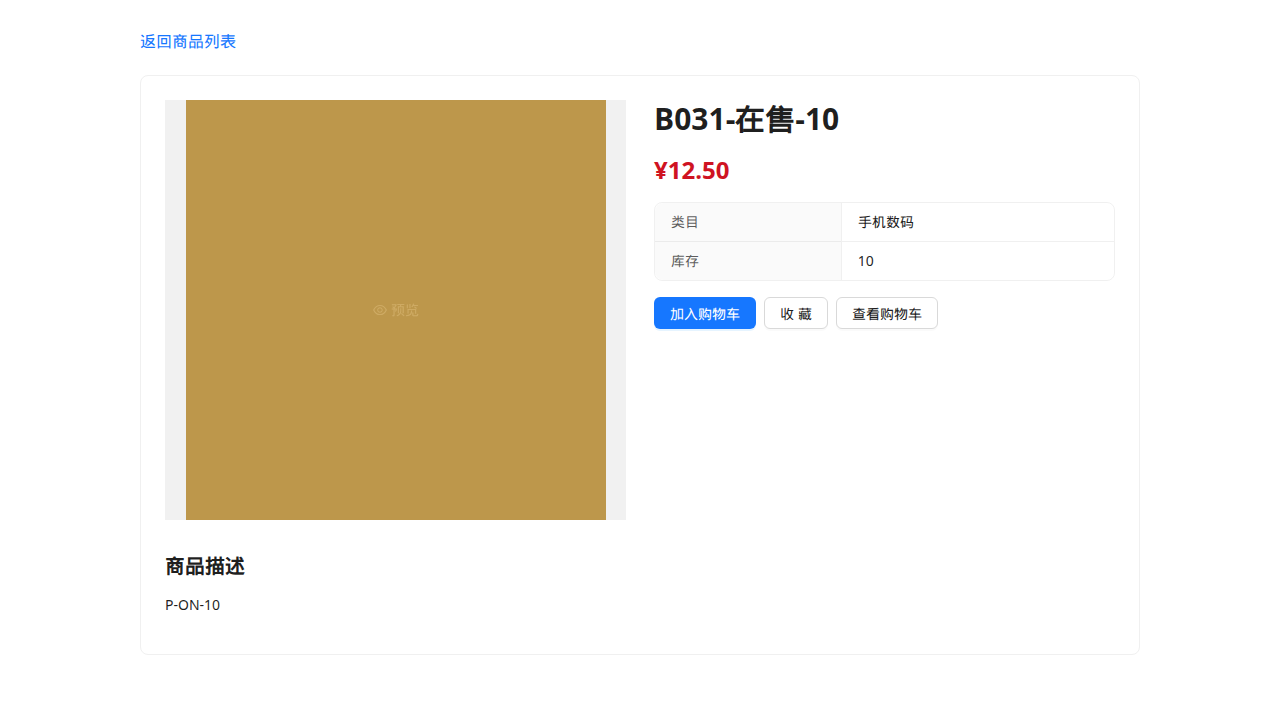 返回商品列表
预览
B031-在售-10
¥12.50
类目 手机数码
库存 10
加入购物车 收 藏 查看购物车
商品描述
P-ON-10